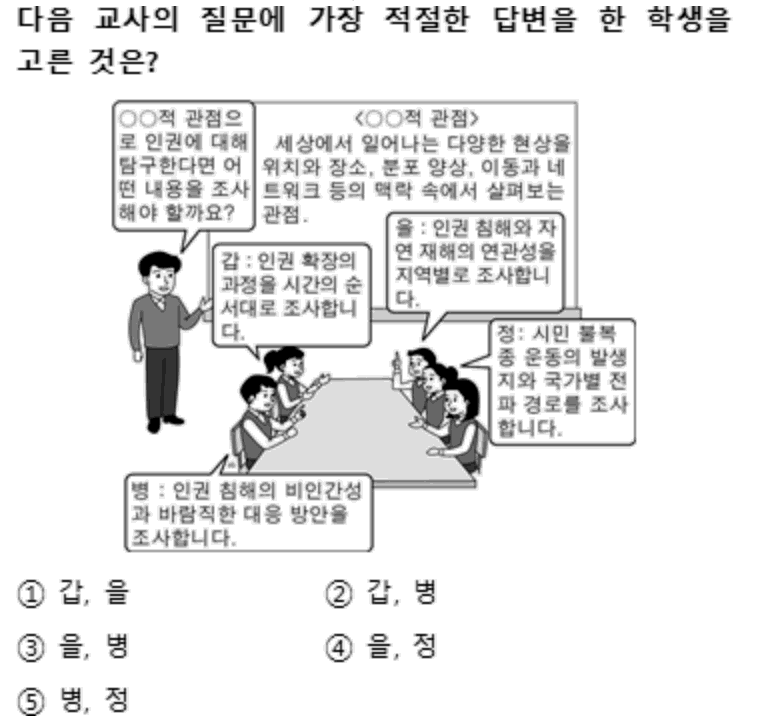 다음 교사의 질문에 가장 적절한 답변을 한 학생을
고른 것은?
○○적 관점으
로 인권에 대해
탐구한다면 어
떤 내용을 조사
해야 할까요?
<○○적 관점>
세상에서 일어나는 다양한 현상을
위치와 장소, 분포 양상, 이동과 네
트워크 등의 맥락 속에서 살펴보는
관점.
갑 : 인권 확장의
과정을 시간의 순
서대로 조사합니
다.
을 : 인권 침해와 자
연 재해의 연관성을
지역별로 조사합니
다.
정: 시민 불복
종 운동의 발생
지와 국가별 전
파 경로를 조사
합니다.
병 : 인권 침해의 비인간성
과 바람직한 대응 방안을
조사합니다.
① 갑, 을
② 갑, 병
③ 을, 병
④ 을, 정
⑤ 병, 정